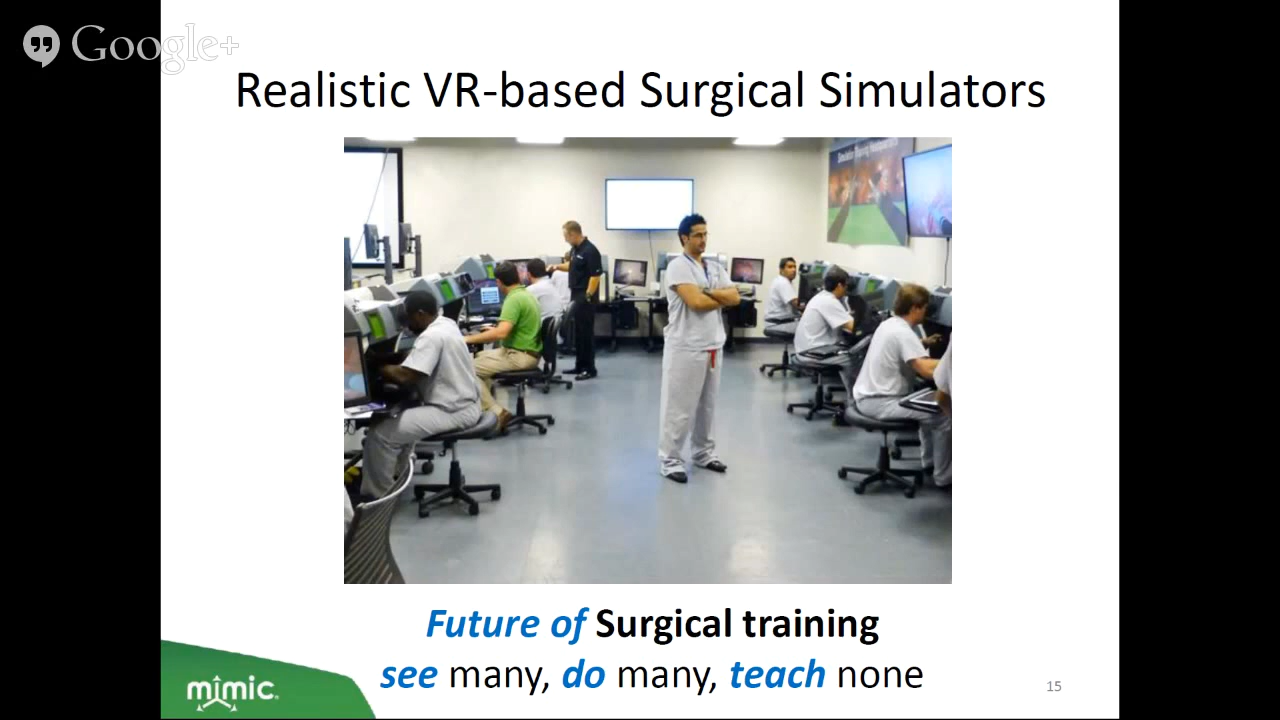 Google+
Realistic VR-based Surgical Simulators
Future of Surgical training
see many, do many, teach none
mimic
15